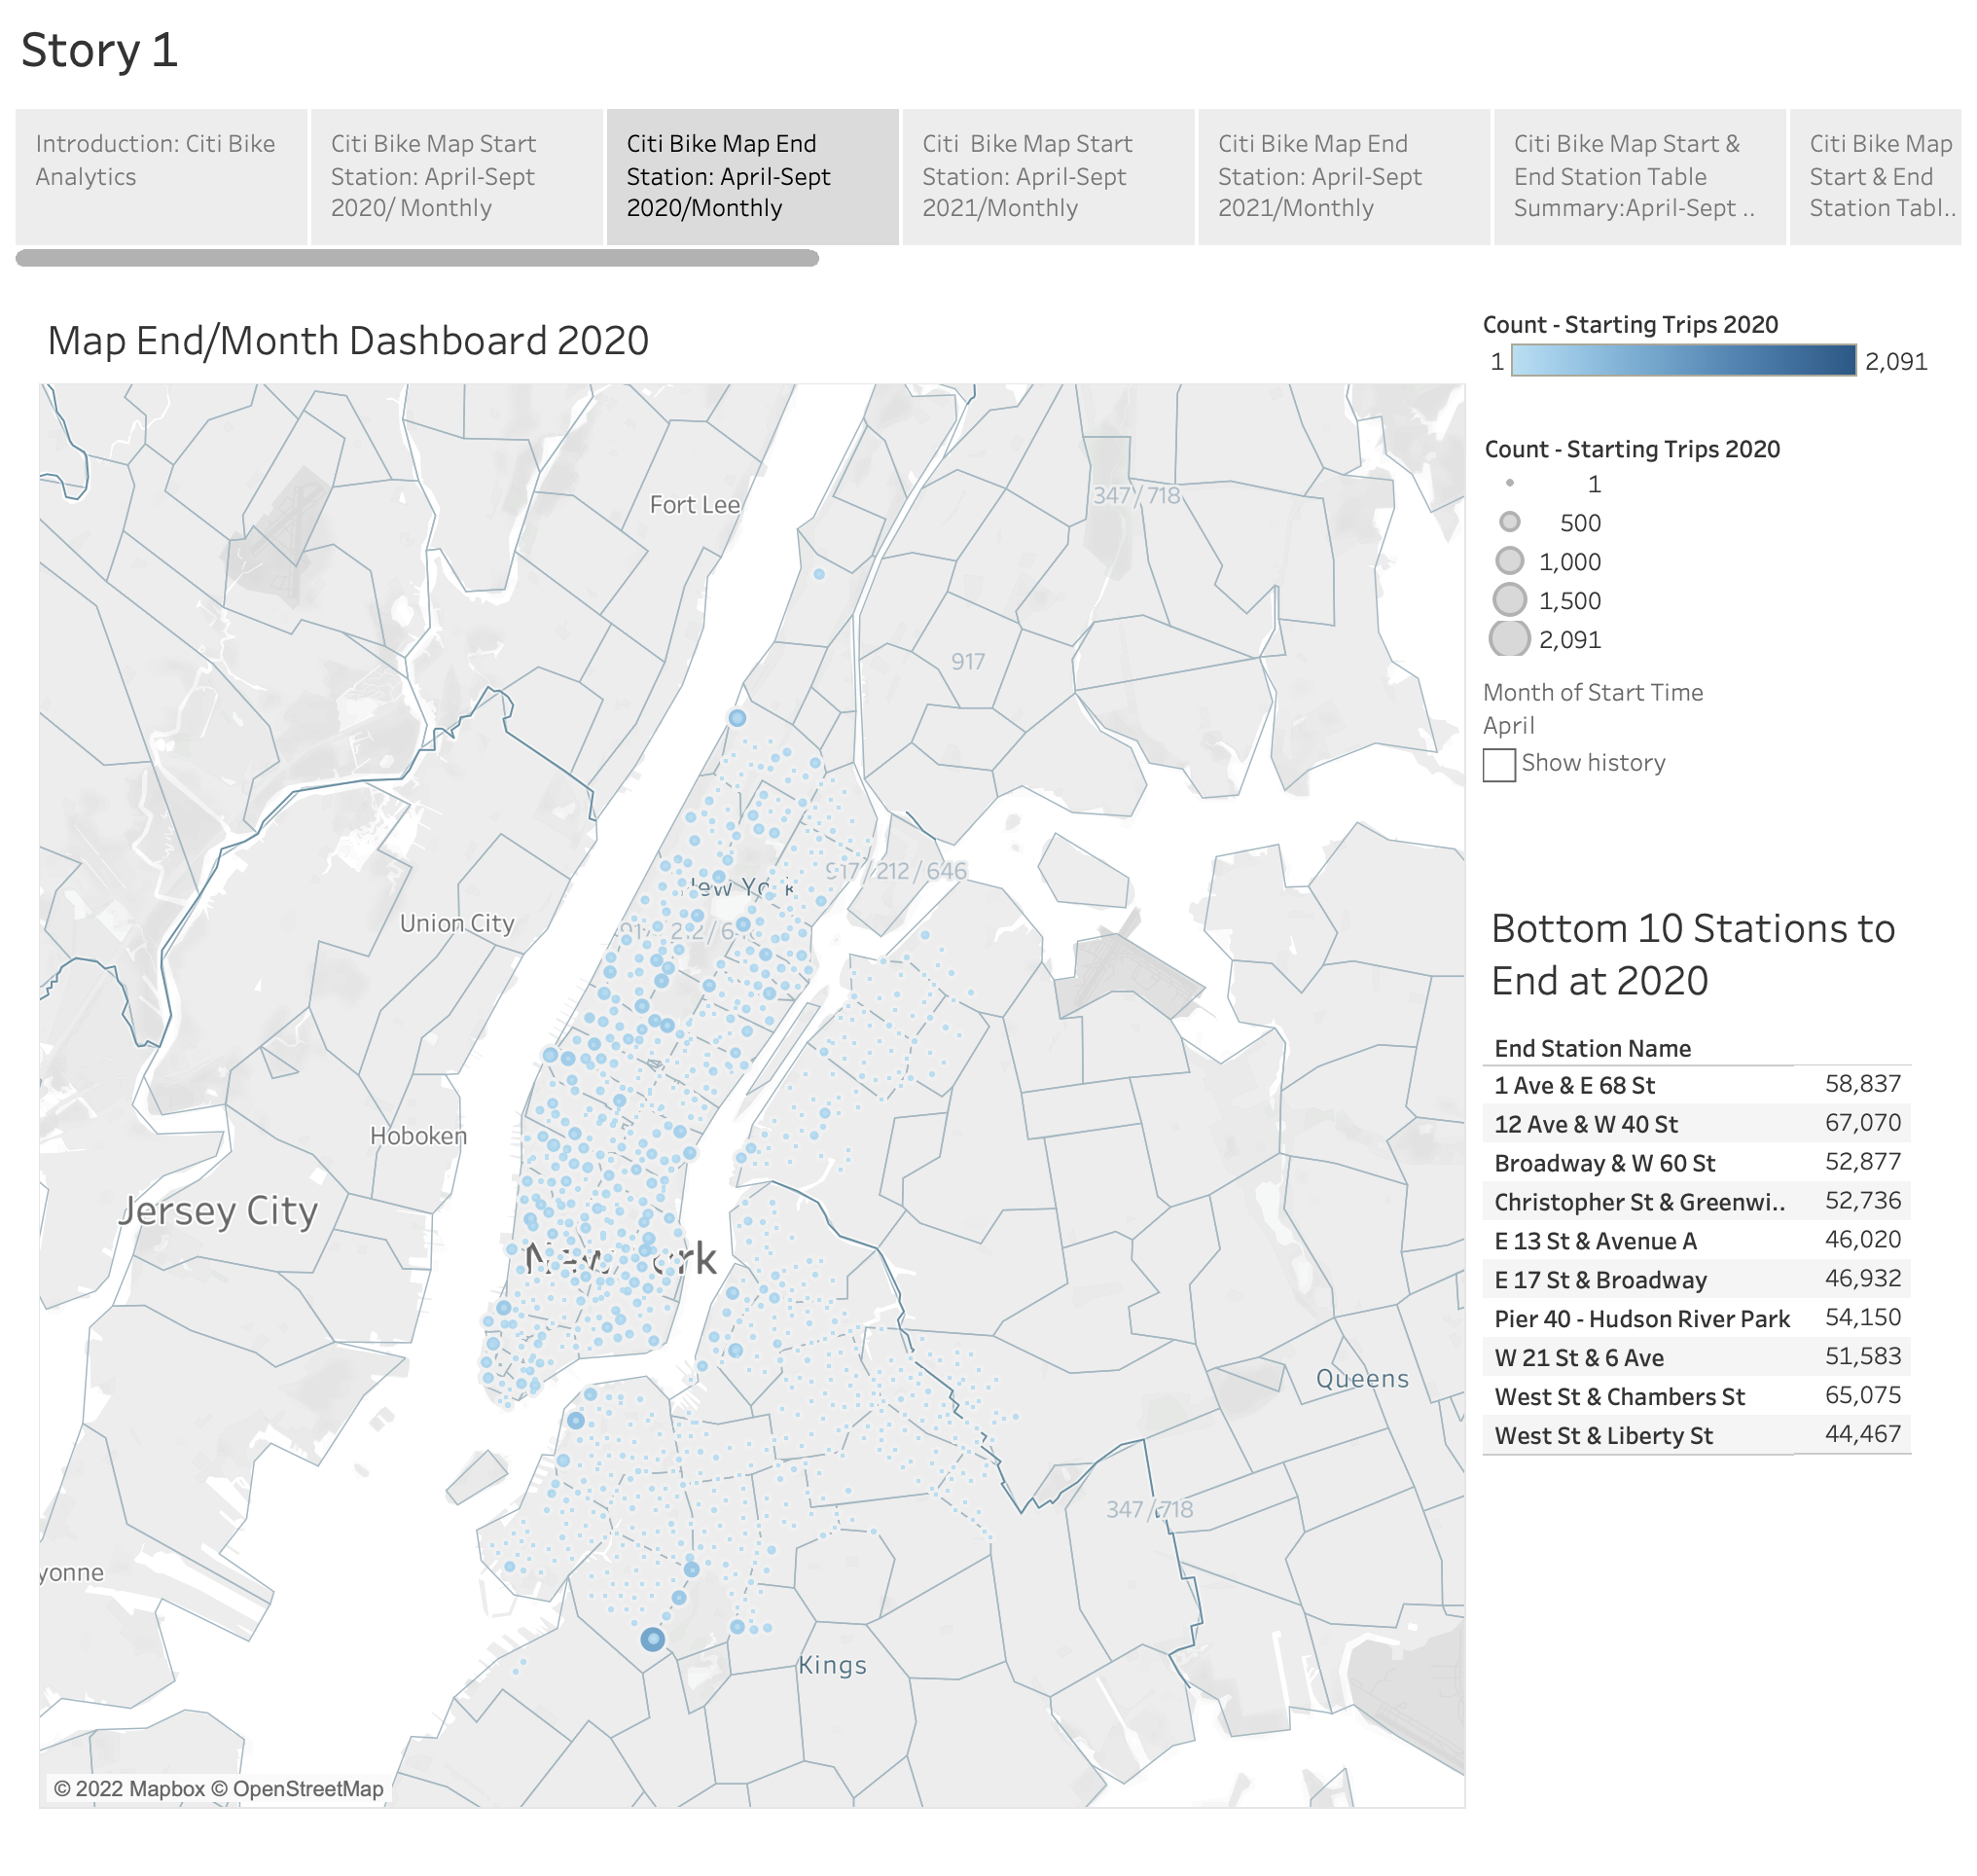 Story 1
Introduction: Citi Bike
Analytics
Citi Bike Map Start
Station: April-Sept
2020/ Monthly
Citi Bike Map End
Station: April-Sept
2020/Monthly
Citi  Bike Map Start
Station: April-Sept
2021/Monthly
Citi Bike Map End
Station: April-Sept
2021/Monthly
Citi Bike Map Start &
End Station Table
Summary:April-Sept ..
Citi Bike Map
Start & End
Station Tabl..
Map End/Month Dashboard 2020
Fort Lee
347/718
917
917/212/646
Union City
Hoboken
Jersey City
Queens
347/718
yonne
Kings
© 2022 Mapbox © OpenStreetMap
Count - Starting Trips 2020
1 2,091
Count - Starting Trips 2020
1
500
1,000
1,500
2,091
Month of Start Time
April
Show history
Bottom 10 Stations to
End at 2020
End Station Name
1 Ave & E 68 St 58,837
12 Ave & W 40 St 67,070
Broadway & W 60 St 52,877
Christopher St & Greenwi.. 52,736
E 13 St & Avenue A 46,020
E 17 St & Broadway 46,932
Pier 40 - Hudson River Park 54,150
W 21 St & 6 Ave 51,583
West St & Chambers St 65,075
West St & Liberty St 44,467